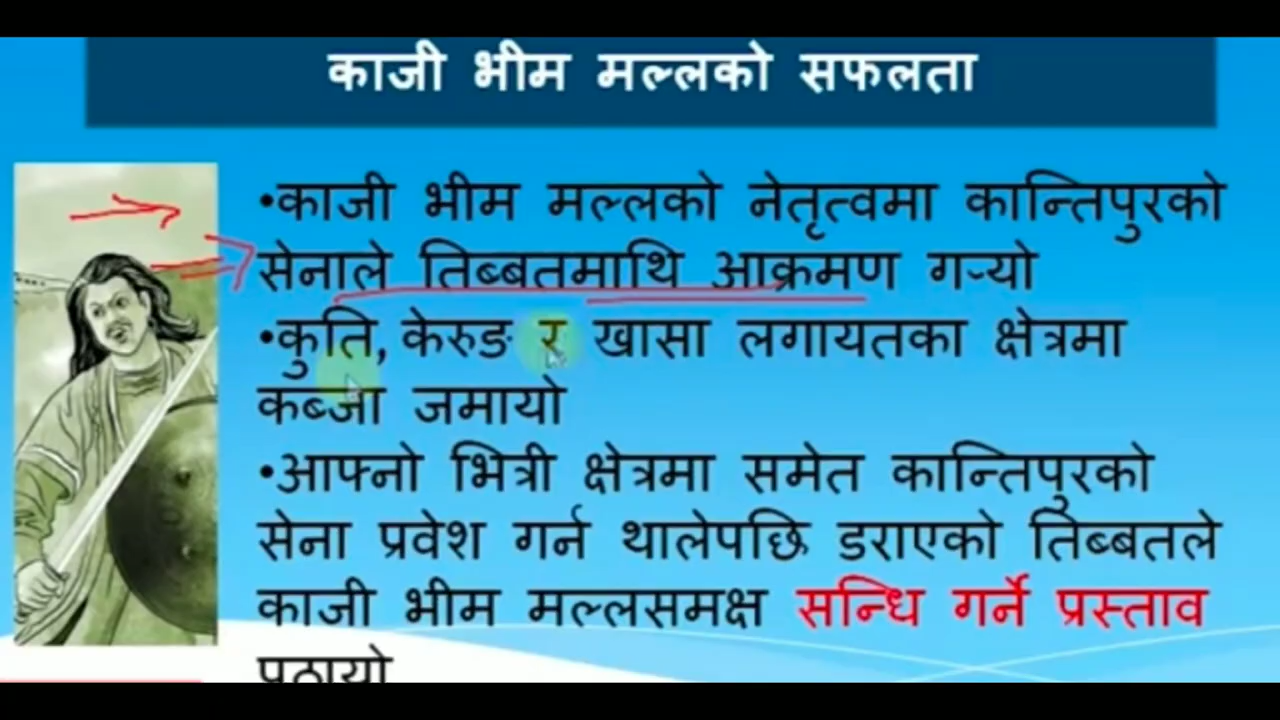 काजी भीम मल्लको सफलता
•काजी भीम मल्लको नेतृत्वमा कान्तिपुरको
सेनाले तिब्बतमाथि आक्रमण गर्‍यो
•कुति, केरुङ र खासा लगायतका क्षेत्रमा
कब्जा जमायो
•आफ्नो भित्री क्षेत्रमा समेत कान्तिपुरको
सेना प्रवेश गर्न थालेपछि डराएको तिब्बतले
काजी भीम मल्लसमक्ष सन्धि गर्ने प्रस्ताव
पठायो